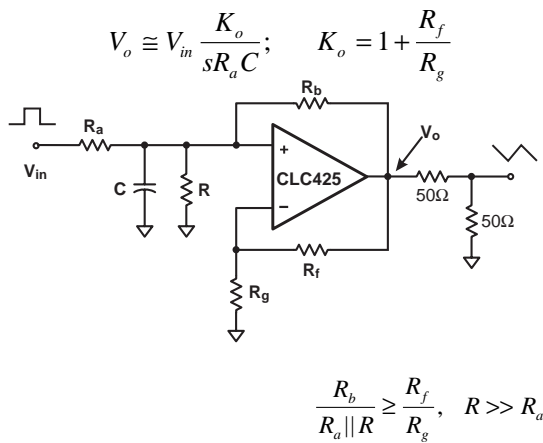 V_o ≅ V_in K_o / sR_aC; K_o = 1 + R_f / R_g
R_b
R_a
V_in
C
R
+
CLC425
−
V_o
50Ω
50Ω
R_f
R_g
R_b / R_a||R ≥ R_f / R_g, R >> R_a